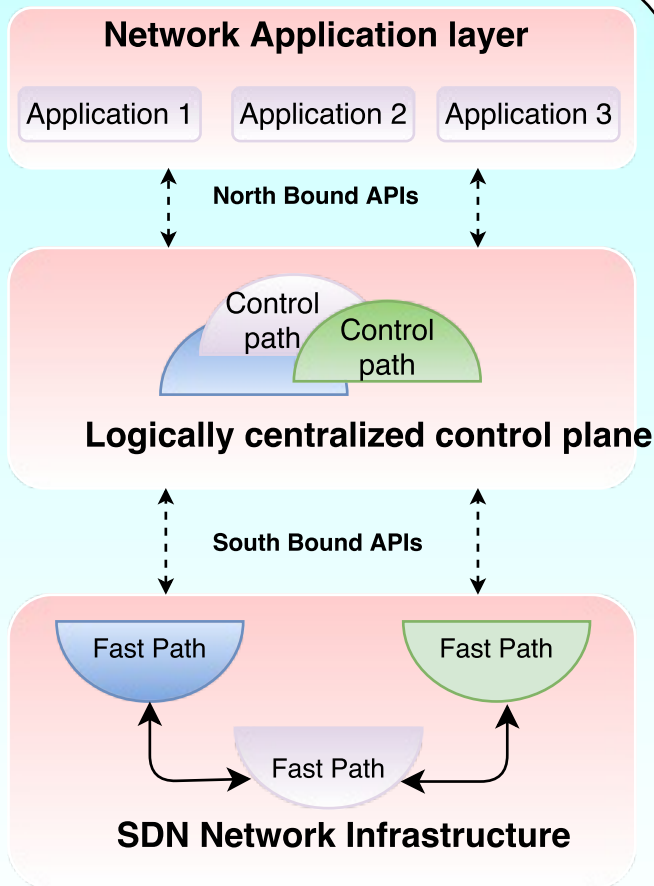 Network Application layer
Application 1
Application 2
Application 3
North Bound APIs
Control
path
Control
path
Logically centralized control plane
South Bound APIs
Fast Path
Fast Path
Fast Path
SDN Network Infrastructure